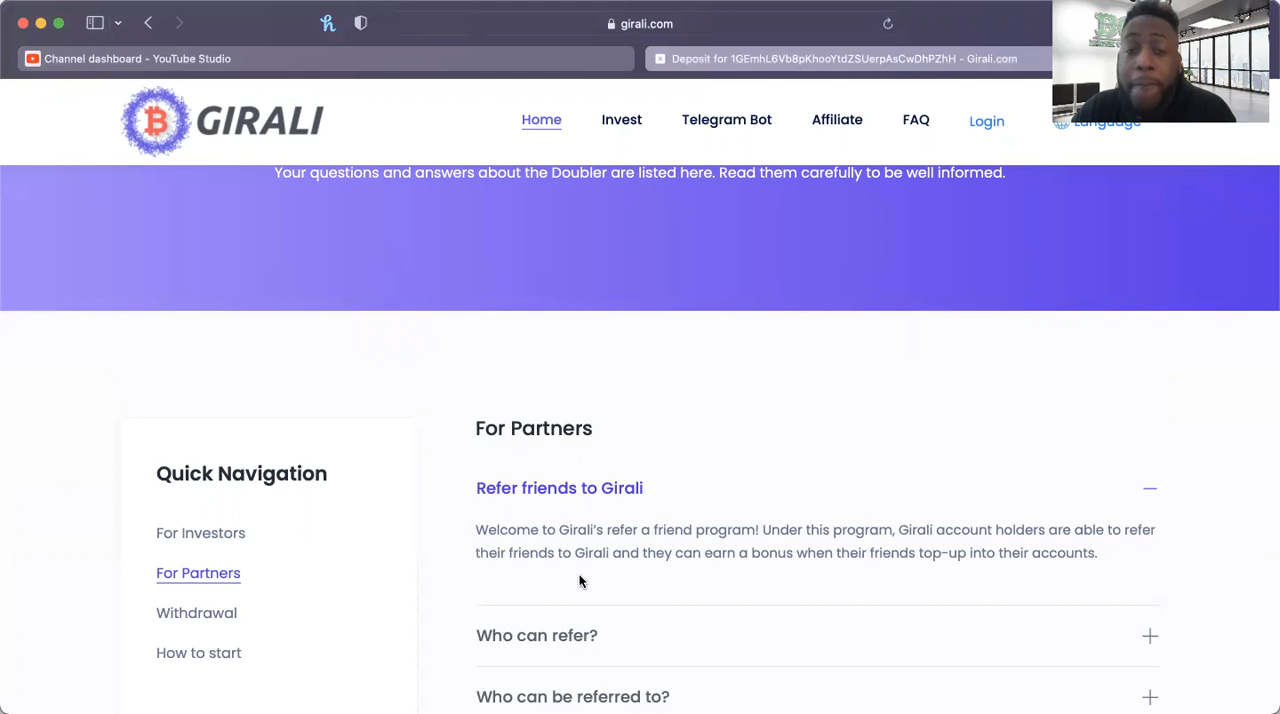 girali.com
Channel dashboard - YouTube Studio
Deposit for 1GEmhL6Vb8pKhooYtdZSUerpAsCwDhPZhH - Girali.com
GIRALI
Home
Invest
Telegram Bot
Affiliate
FAQ
Login
Language
Your questions and answers about the Doubler are listed here. Read them carefully to be well informed.
For Partners
Quick Navigation
Refer friends to Girali
Welcome to Girali’s refer a friend program! Under this program, Girali account holders are able to refer
their friends to Girali and they can earn a bonus when their friends top-up into their accounts.
For Investors
For Partners
Withdrawal
How to start
Who can refer?
Who can be referred to?